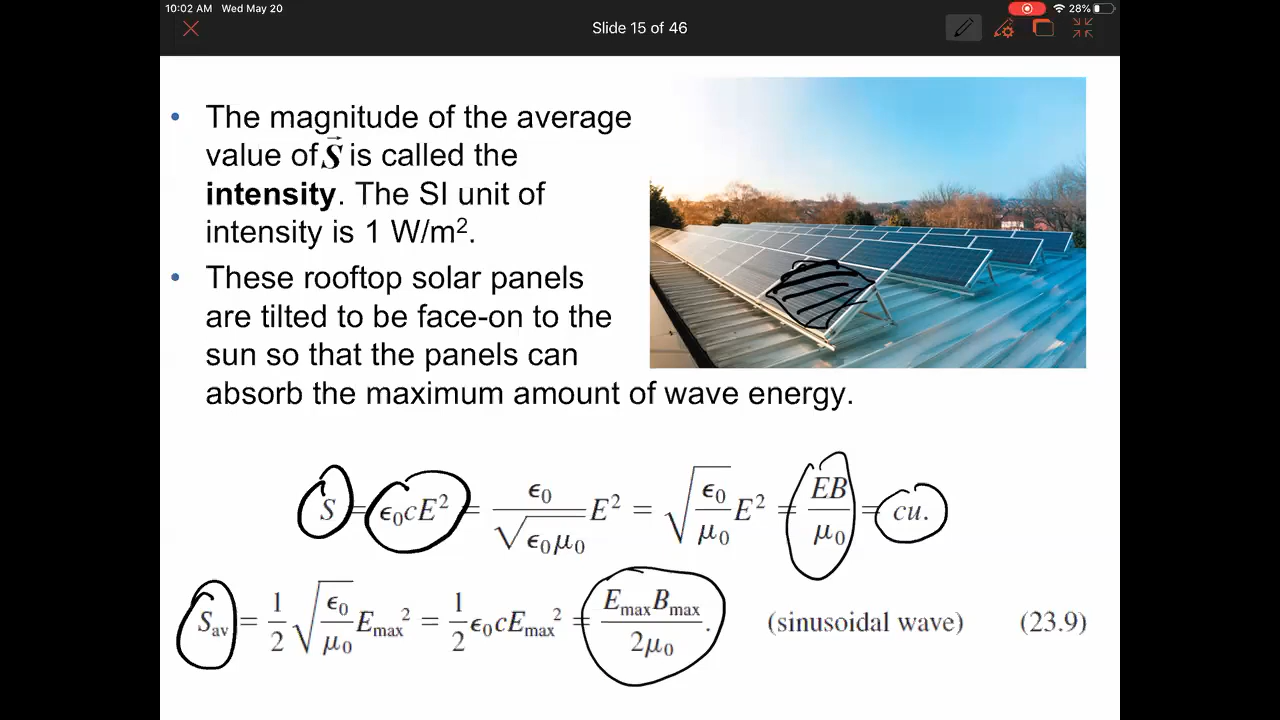 10:02 AM Wed May 20
28%
Slide 15 of 46
• The magnitude of the average
value of S⃗ is called the
intensity. The SI unit of
intensity is 1 W/m².
• These rooftop solar panels
are tilted to be face-on to the
sun so that the panels can
absorb the maximum amount of wave energy.
S = ϵ₀cE² = ϵ₀/√(ϵ₀μ₀) E² = √(ϵ₀/μ₀) E² = EB/μ₀ = cu.
S_av = 1/2 √(ϵ₀/μ₀) E_max² = 1/2 ϵ₀cE_max² = E_max B_max/2μ₀. (sinusoidal wave) (23.9)